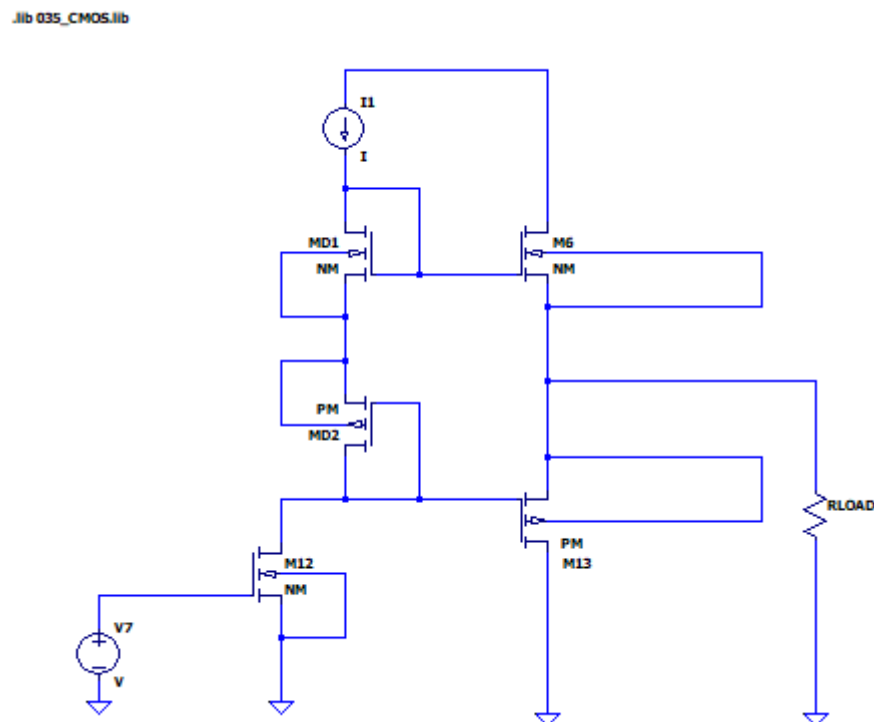 .lib 035_CMOS.lib
I1
I
MD1
NM
M6
NM
PM
MD2
RLOAD
PM
M13
M12
NM
V7
V